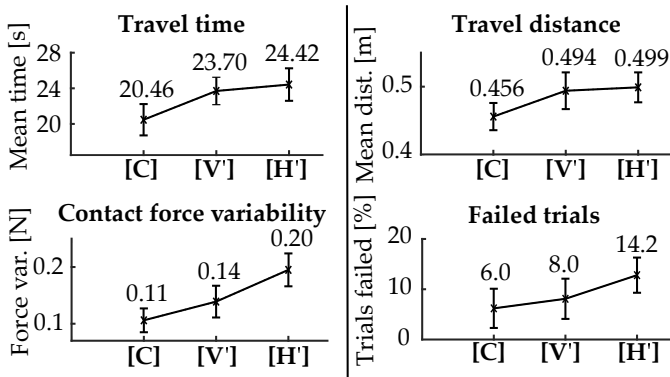 Travel time
Mean time [s]
28
24
20
20.46
23.70
24.42
[C] [V'] [H']
Travel distance
Mean dist. [m]
0.5
0.4
0.456
0.494
0.499
[C] [V'] [H']
Contact force variability
Force var. [N]
0.2
0.1
0.11
0.14
0.20
[C] [V'] [H']
Failed trials
Trials failed [%]
20
10
0
6.0
8.0
14.2
[C] [V'] [H']